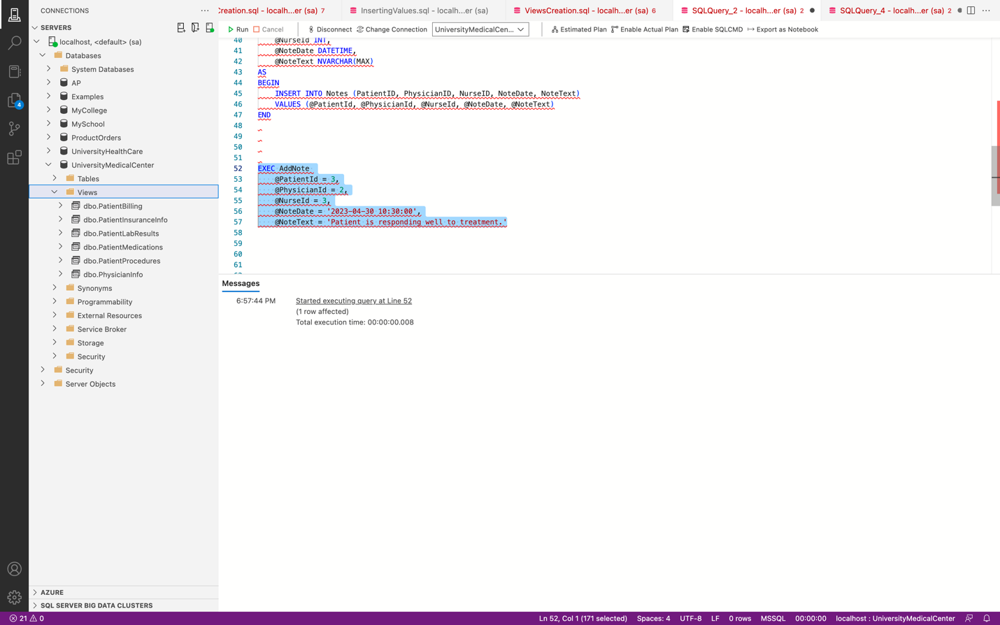 CONNECTIONS
SERVERS
localhost, <default> (sa)
Databases
System Databases
AP
Examples
MyCollege
MySchool
ProductOrders
UniversityHealthCare
UniversityMedicalCenter
Tables
Views
dbo.PatientBilling
dbo.PatientInsuranceInfo
dbo.PatientLabResults
dbo.PatientMedications
dbo.PatientProcedures
dbo.PhysicianInfo
Synonyms
Programmability
External Resources
Service Broker
Storage
Security
Security
Server Objects
AZURE
SQL SERVER BIG DATA CLUSTERS
4
Creation.sql - localh...er (sa) 7
InsertingValues.sql - localh...er (sa)
ViewsCreation.sql - localh...er (sa) 6
SQLQuery_2 - localh...er (sa) 2
SQLQuery_4 - localh...er (sa) 2
Run Cancel Disconnect Change Connection UniversityMedicalCen... Estimated Plan Enable Actual Plan Enable SQLCMD Export as Notebook
40 @NurseId INT,
41 @NoteDate DATETIME,
42 @NoteText NVARCHAR(MAX)
43 AS
44 BEGIN
45 INSERT INTO Notes (PatientID, PhysicianID, NurseID, NoteDate, NoteText)
46 VALUES (@PatientId, @PhysicianId, @NurseId, @NoteDate, @NoteText)
47 END
48
49
50
51
52 EXEC AddNote
53 @PatientId = 3,
54 @PhysicianId = 2,
55 @NurseId = 3,
56 @NoteDate = '2023-04-30 10:30:00',
57 @NoteText = 'Patient is responding well to treatment.'
58
59
60
61
Messages
6:57:44 PM Started executing query at Line 52
(1 row affected)
Total execution time: 00:00:00.008
21 0 Ln 52, Col 1 (171 selected) Spaces: 4 UTF-8 LF 0 rows MSSQL 00:00:00 localhost : UniversityMedicalCenter